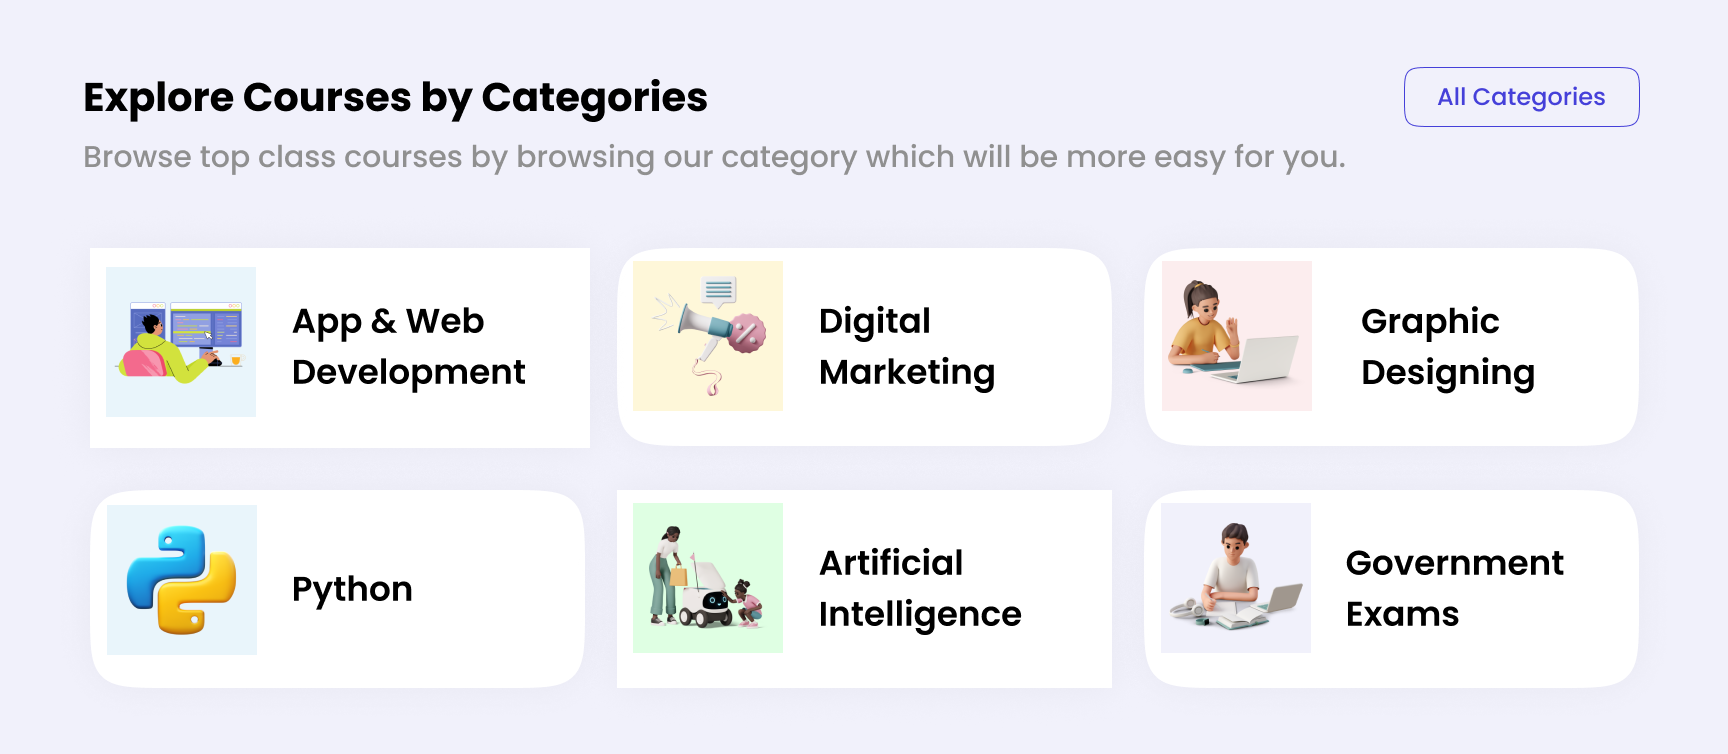 Explore Courses by Categories
All Categories
Browse top class courses by browsing our category which will be more easy for you.
App & Web
Development
Digital
Marketing
Graphic
Designing
Python
Artificial
Intelligence
Government
Exams